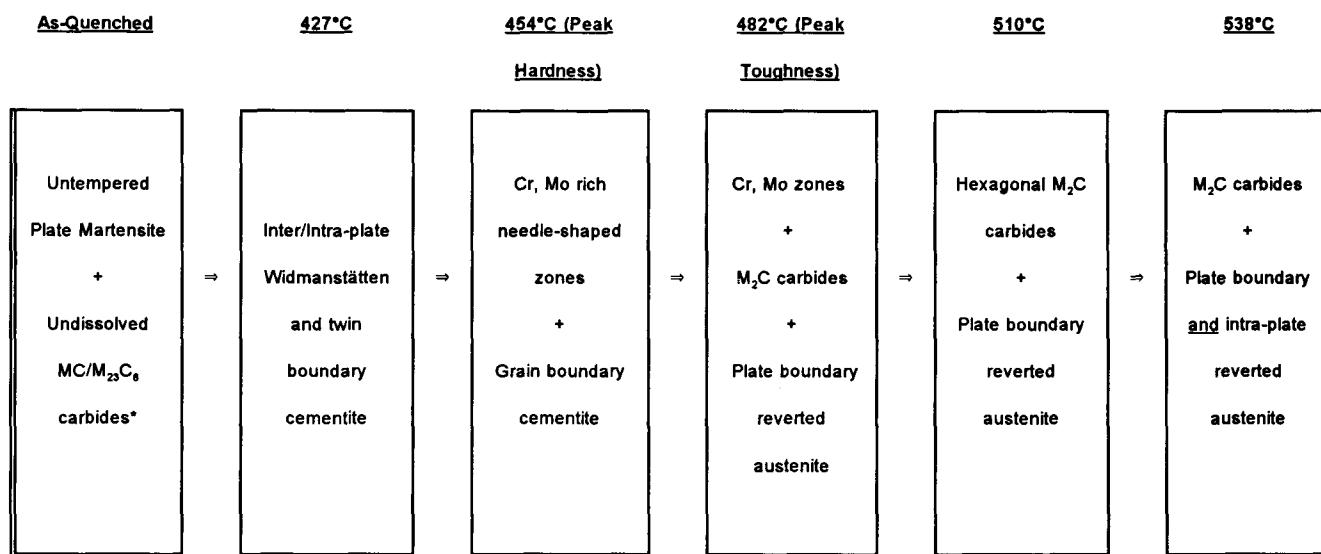 As-Quenched
427°C
454°C (Peak
Hardness)
482°C (Peak
Toughness)
510°C
538°C
Untempered
Plate Martensite
+
Undissolved
MC/M₂₃C₆
carbides*
⇒
Inter/Intra-plate
Widmanstätten
and twin
boundary
cementite
⇒
Cr, Mo rich
needle-shaped
zones
+
Grain boundary
cementite
⇒
Cr, Mo zones
+
M₂C carbides
+
Plate boundary
reverted
austenite
⇒
Hexagonal M₂C
carbides
+
Plate boundary
reverted
austenite
⇒
M₂C carbides
+
Plate boundary
and intra-plate
reverted
austenite